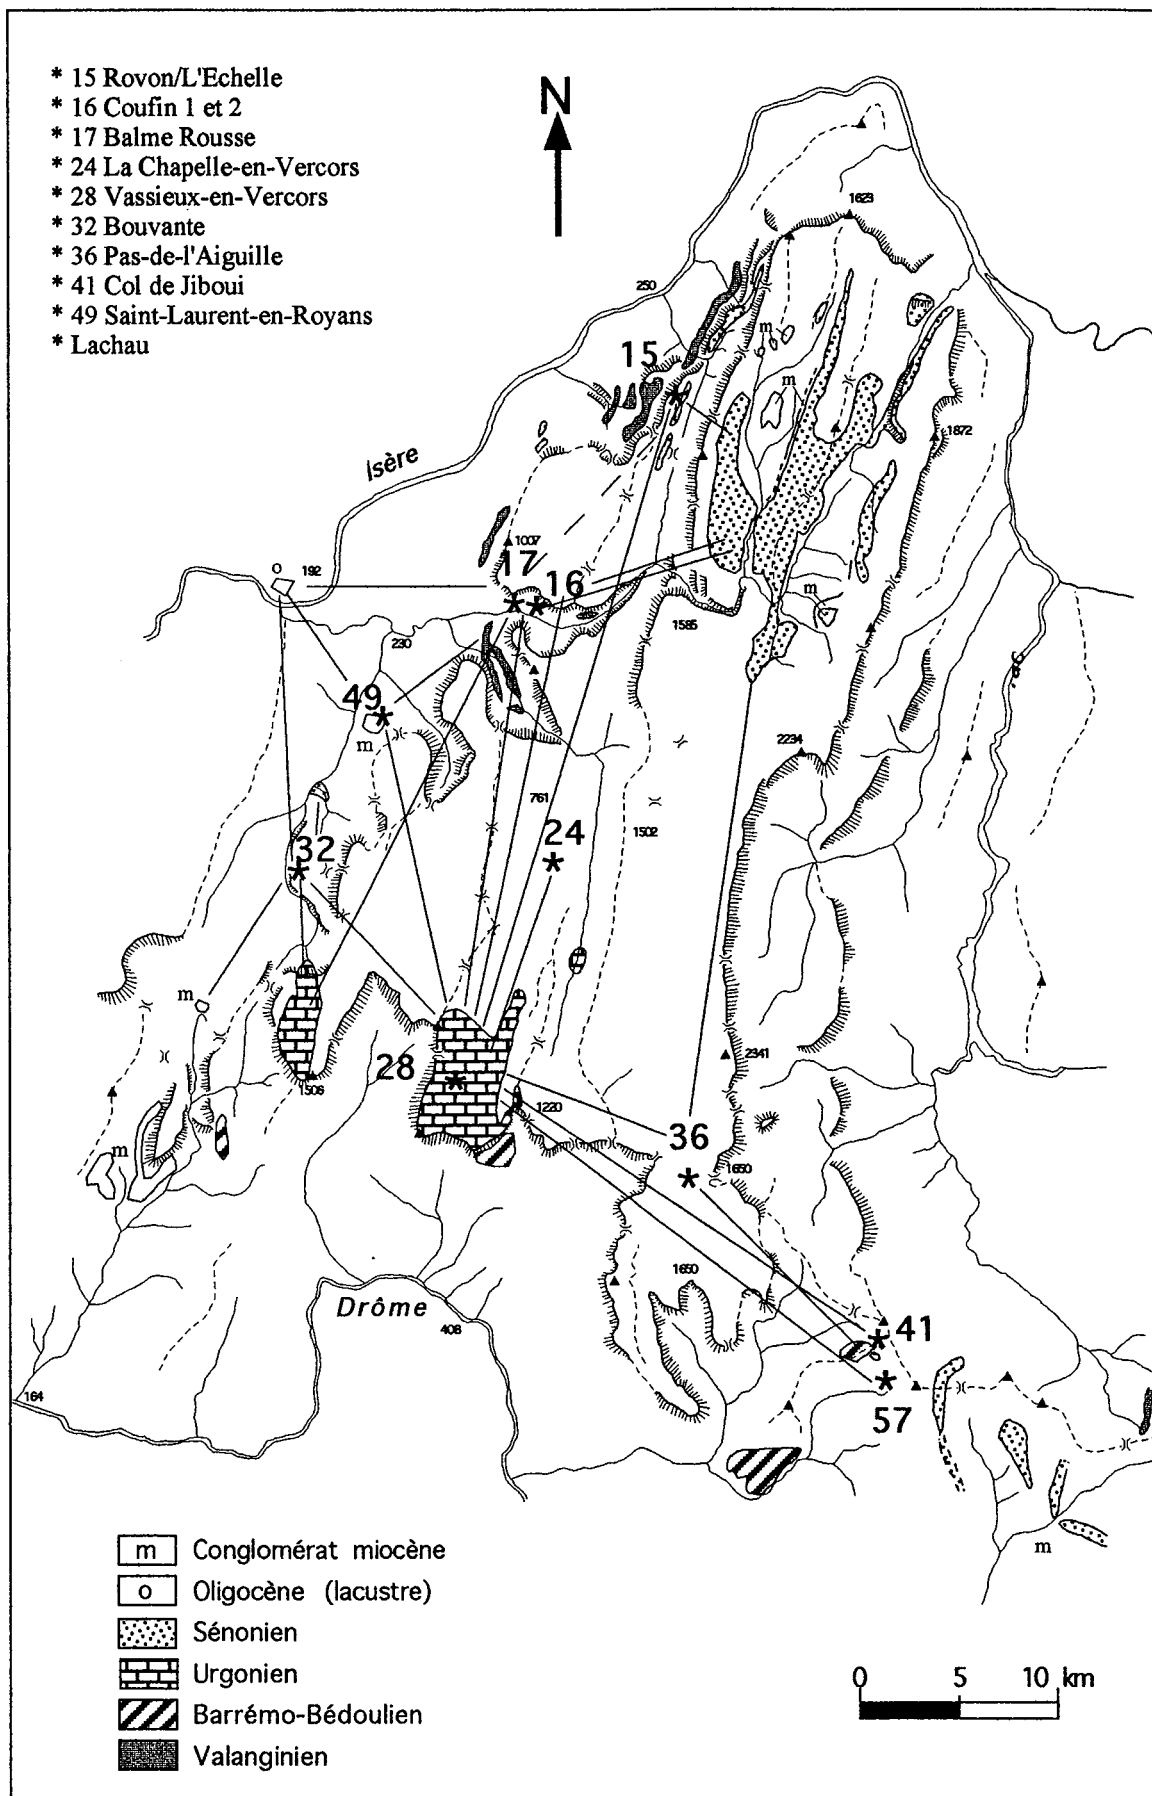 * 15 Rovon/L'Echelle
* 16 Coufin 1 et 2
* 17 Balme Rousse
* 24 La Chapelle-en-Vercors
* 28 Vassieux-en-Vercors
* 32 Bouvante
* 36 Pas-de-l'Aiguille
* 41 Col de Jiboui
* 49 Saint-Laurent-en-Royans
* Lachau
N
1623
250
m
15
m
1872
Isère
1007
17
16
o
192
m
1585
230
49
m
2234
761
1502
24
32
m
2341
28
1506
1220
36
m
1650
1650
Drôme
408
41
164
57
m
m Conglomérat miocène
o Oligocène (lacustre)
Sénonien
Urgonien
Barrémo-Bédoulien
Valanginien
0 5 10 km